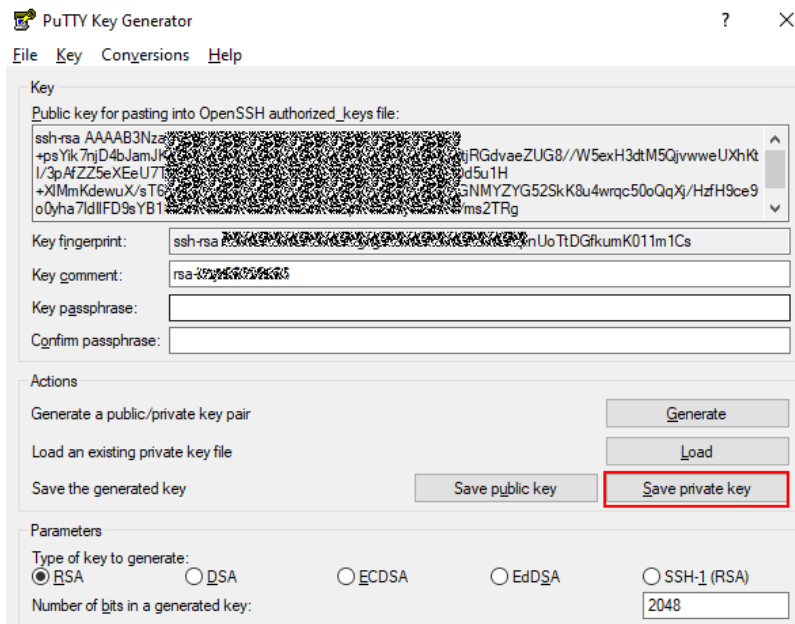 PuTTY Key Generator
?
File Key Conversions Help
Key
Public key for pasting into OpenSSH authorized_keys file:
ssh-rsa AAAAB3Nza
+psYik7njD4bJamJK tjRGdvaeZUG8//W5exH3dtM5QjvwweUXhKt
I/3pAfZZ5eXEeU7T Jd5u1H
+XlMmKdewuX/sT6 GNMYZYG52SkK8u4wrqc50oQqXj/HzfH9ce9
o0yha7IdlIFD9sYB1 /ms2TRg
Key fingerprint: ssh-rsa nUoTtDGfkumK011m1Cs
Key comment: rsa-
Key passphrase:
Confirm passphrase:
Actions
Generate a public/private key pair Generate
Load an existing private key file Load
Save the generated key Save public key Save private key
Parameters
Type of key to generate:
RSA DSA ECDSA EdDSA SSH-1 (RSA)
Number of bits in a generated key: 2048